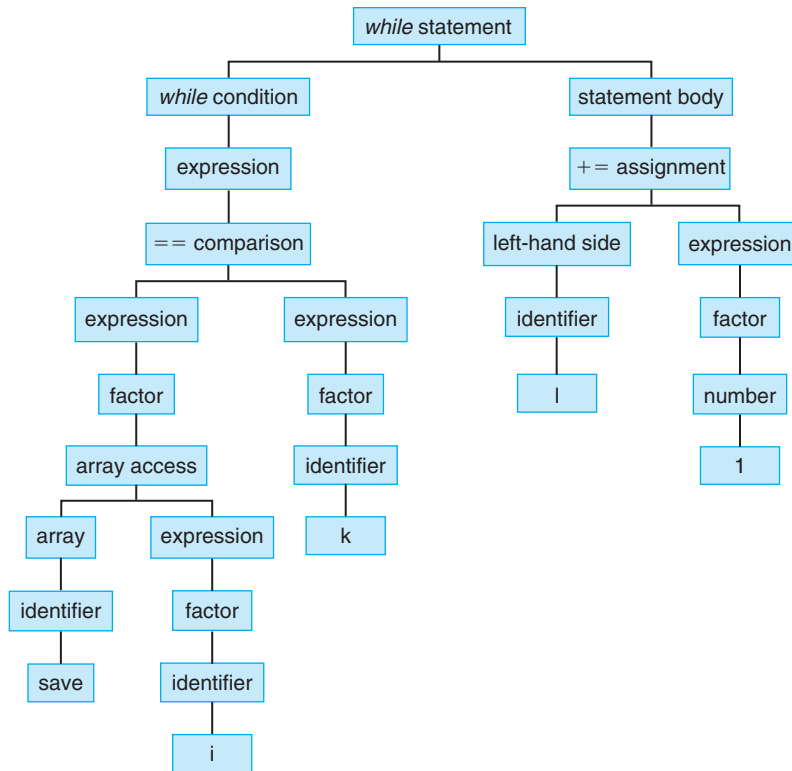 while statement
while condition
statement body
expression
+= assignment
== comparison
left-hand side
expression
expression
expression
identifier
factor
factor
factor
l
number
array access
identifier
1
array
expression
k
identifier
factor
save
identifier
i